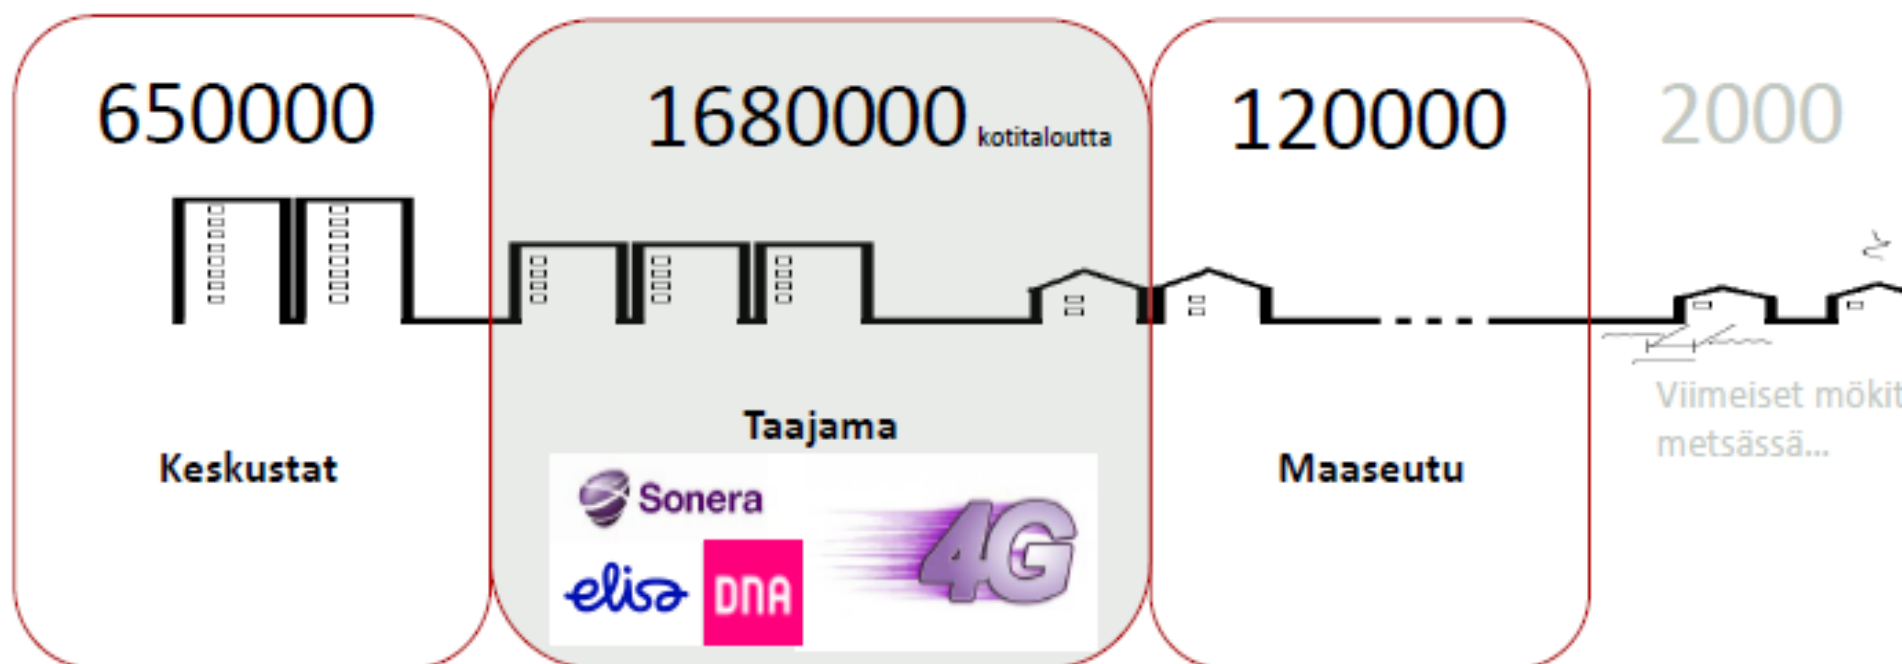 650000
1680000 kotitaloutta
120000
2000
Keskustat
Taajama
Sonera
elisa
DNA
4G
Maaseutu
Viimeiset mökit
metsässä...